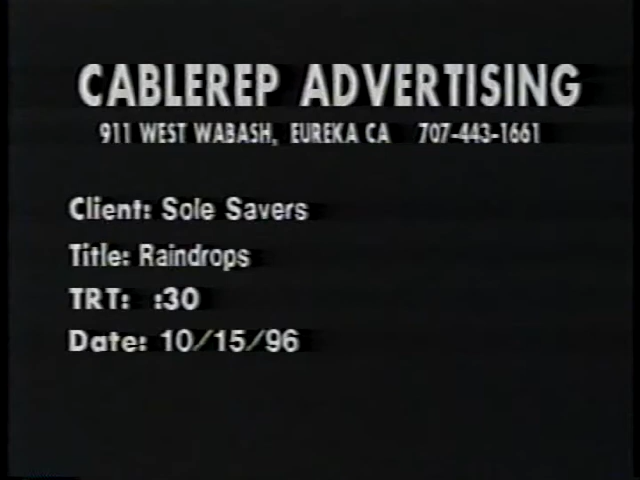 CABLEREP ADVERTISING
911 WEST WABASH, EUREKA CA 707-443-1661
Client: Sole Savers
Title: Raindrops
TRT: :30
Date: 10/15/96